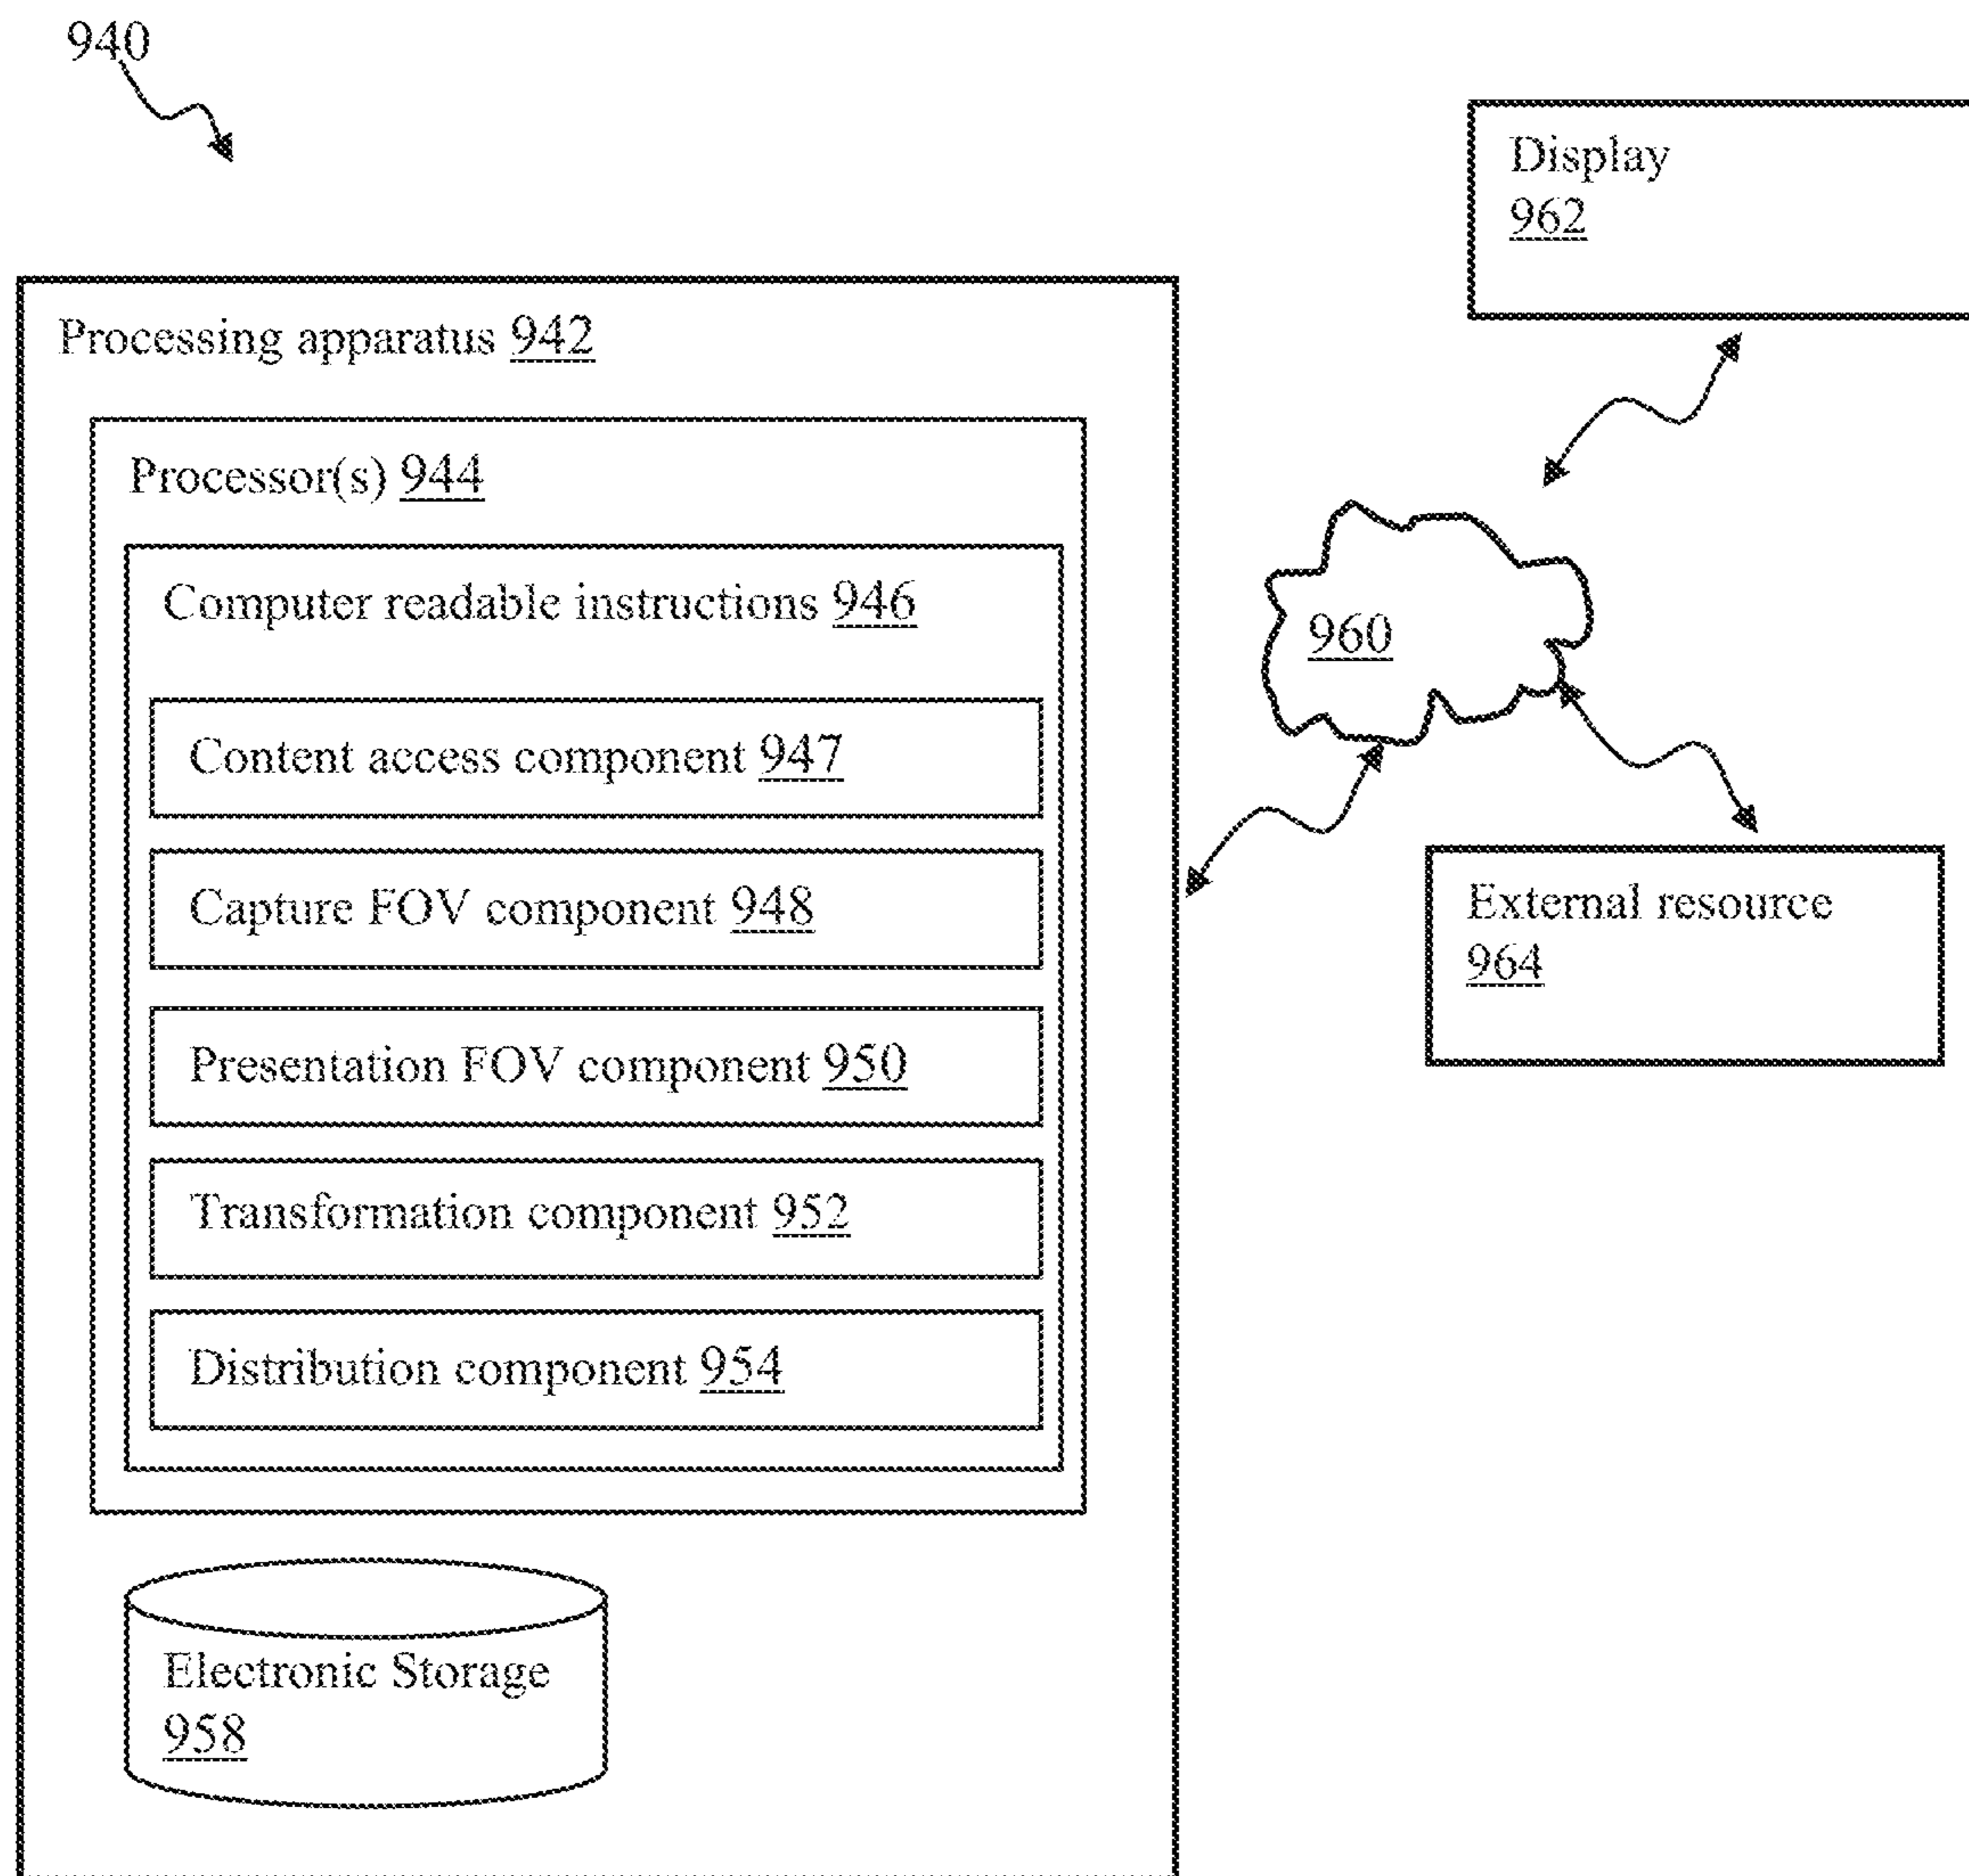 940
Display
962
Processing apparatus 942
Processor(s) 944
Computer readable instructions 946
960
Content access component 947
Capture FOV component 948
External resource
964
Presentation FOV component 950
Transformation component 952
Distribution component 954
Electronic Storage
958